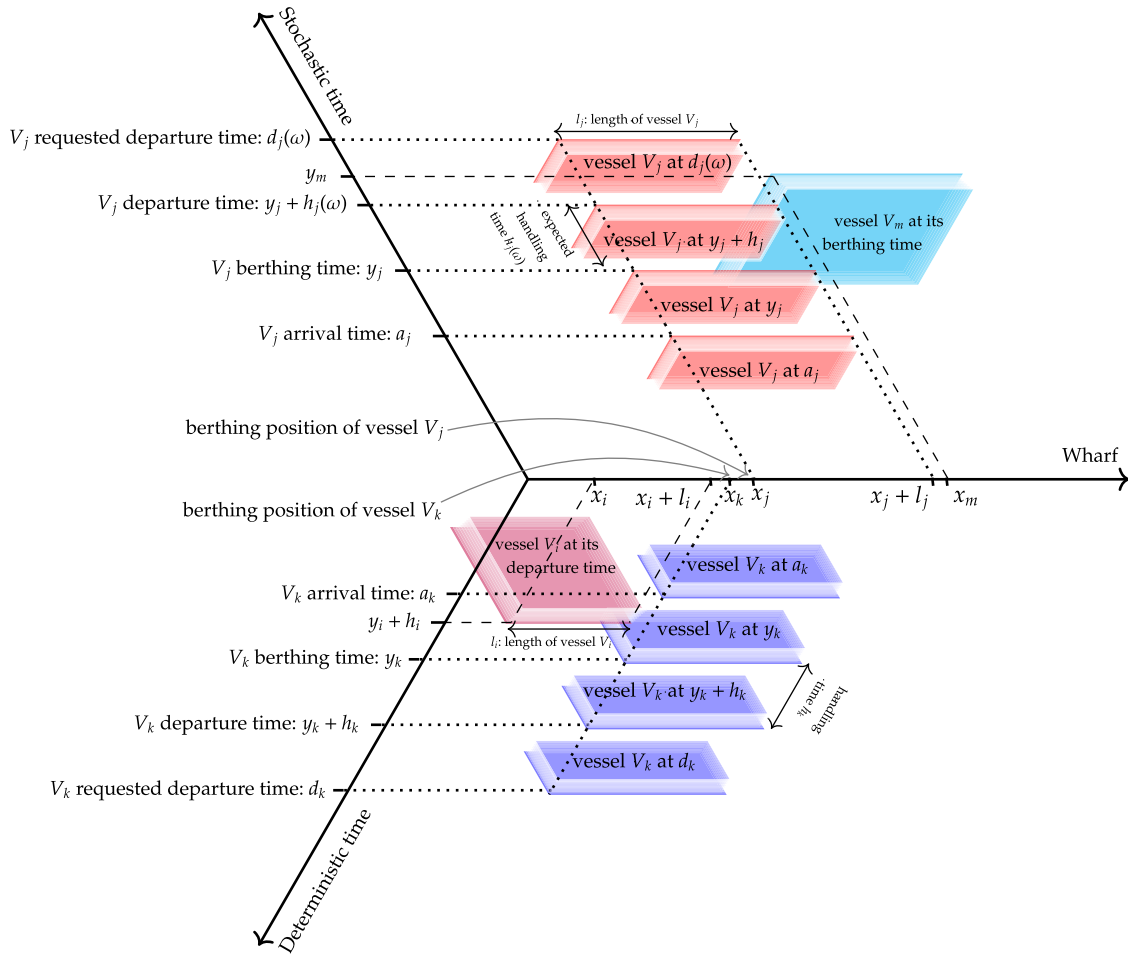 Stochastic time
l_j: length of vessel V_j
V_j requested departure time: d_j(ω)
vessel V_j at d_j(ω)
y_m
V_j departure time: y_j + h_j(ω)
expected
handling
time h_j(ω)
vessel V_j at y_j + h_j
vessel V_m at its
berthing time
V_j berthing time: y_j
vessel V_j at y_j
V_j arrival time: a_j
vessel V_j at a_j
berthing position of vessel V_j
Wharf
x_i
x_i + l_i
x_k
x_j
x_j + l_j
x_m
berthing position of vessel V_k
vessel V_i at its
departure time
vessel V_k at a_k
V_k arrival time: a_k
y_i + h_i
l_i: length of vessel V_i
vessel V_k at y_k
V_k berthing time: y_k
handling
time h_k
vessel V_k at y_k + h_k
V_k departure time: y_k + h_k
vessel V_k at d_k
V_k requested departure time: d_k
Deterministic time